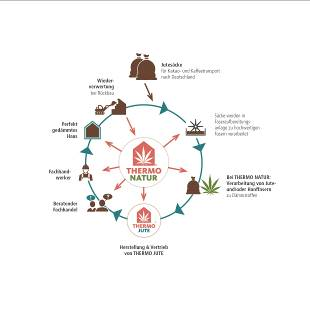 Jutesäcke
für Kakao- und Kaffeetransport
nach Deutschland
Wieder-
verwertung
bei Rückbau
Säcke werden in
Faseraufbereitungs-
anlage zu hochwertigen
Fasern verarbeitet
Perfekt
gedämmtes
Haus
THERMO
NATUR
Fachhand-
werker
Bei THERMO NATUR:
Verarbeitung von Jute-
und/oder Hanffasern
zu Dämmstoffen
Beratender
Fachhandel
THERMO
JUTE
Herstellung & Vertrieb
von THERMO JUTE